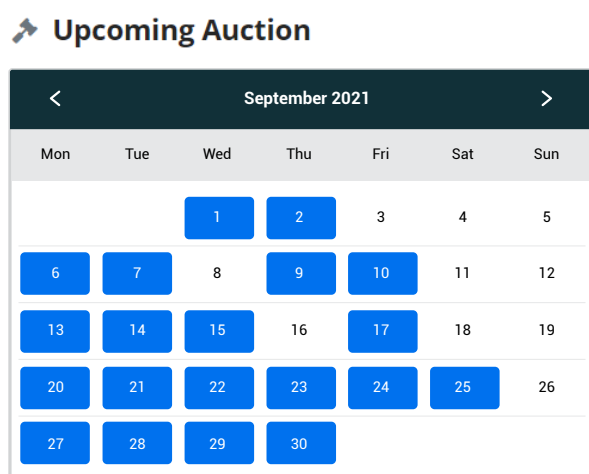 Upcoming Auction
September 2021
Mon Tue Wed Thu Fri Sat Sun
1 2 3 4 5
6 7 8 9 10 11 12
13 14 15 16 17 18 19
20 21 22 23 24 25 26
27 28 29 30